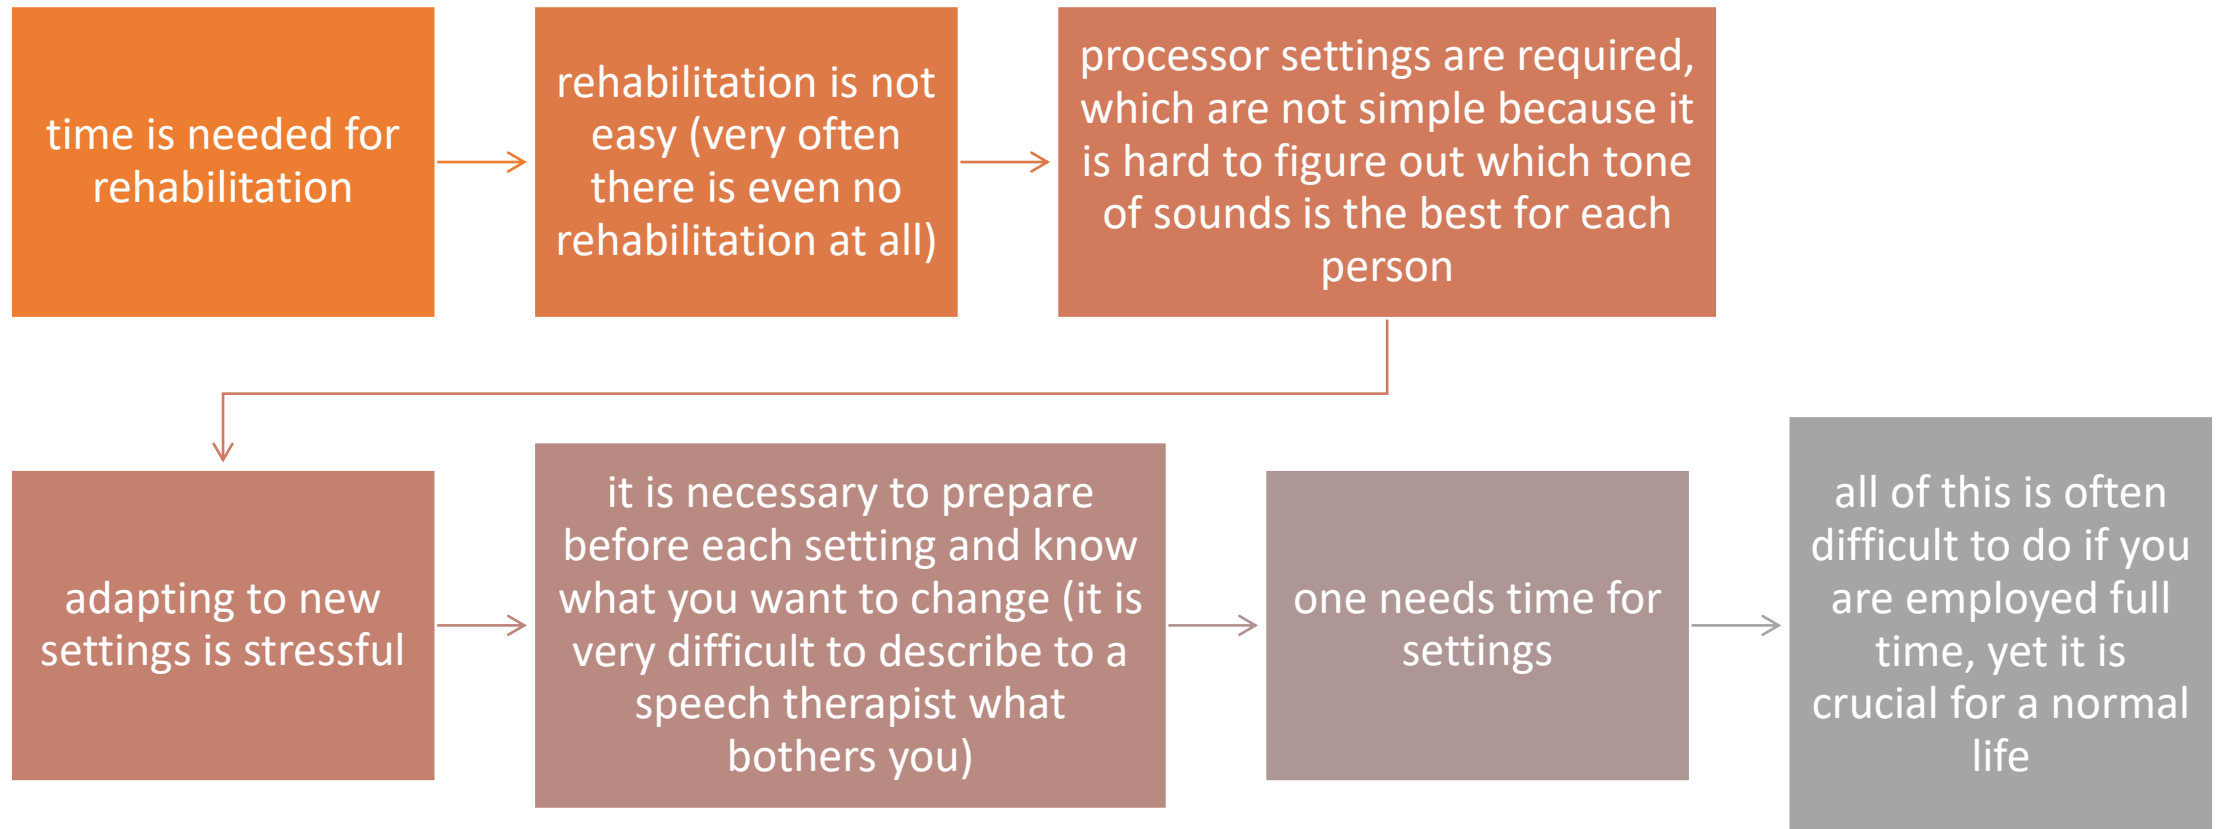 time is needed for
rehabilitation
rehabilitation is not
easy (very often
there is even no
rehabilitation at all)
processor settings are required,
which are not simple because it
is hard to figure out which tone
of sounds is the best for each
person
adapting to new
settings is stressful
it is necessary to prepare
before each setting and know
what you want to change (it is
very difficult to describe to a
speech therapist what
bothers you)
one needs time for
settings
all of this is often
difficult to do if you
are employed full
time, yet it is
crucial for a normal
life